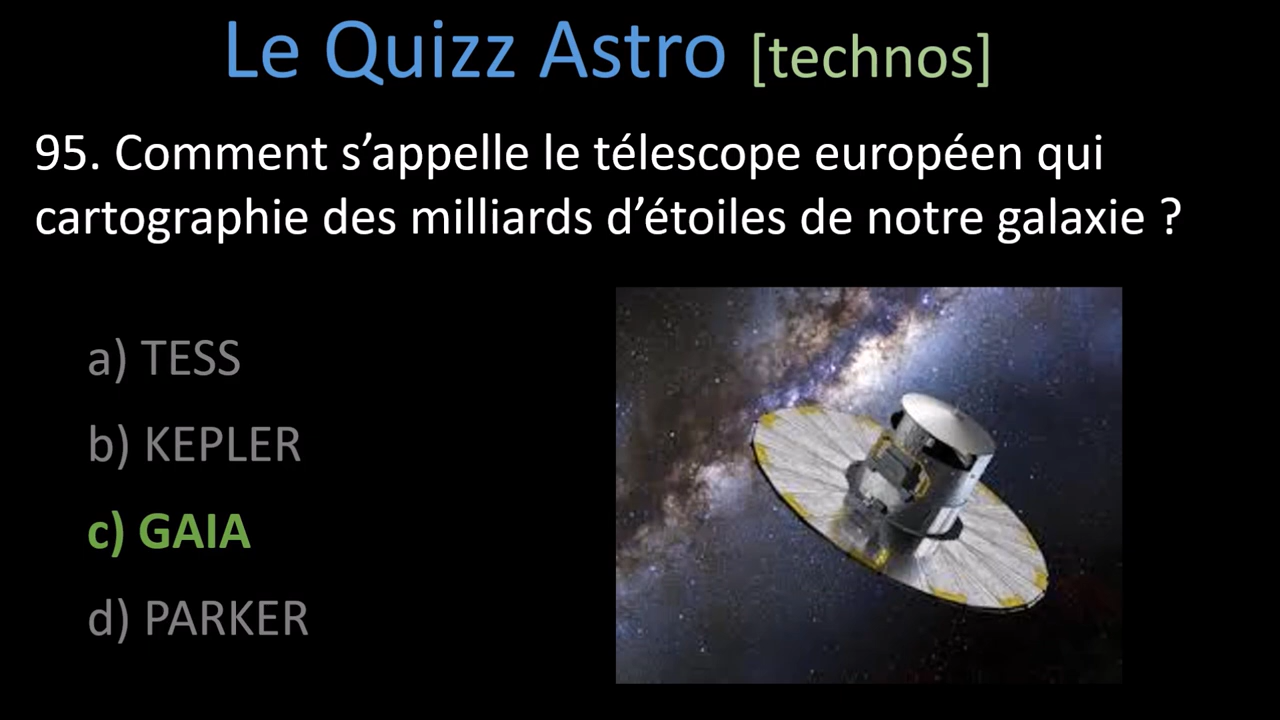 Le Quizz Astro [technos]
95. Comment s’appelle le télescope européen qui
cartographie des milliards d’étoiles de notre galaxie ?
a) TESS
b) KEPLER
c) GAIA
d) PARKER